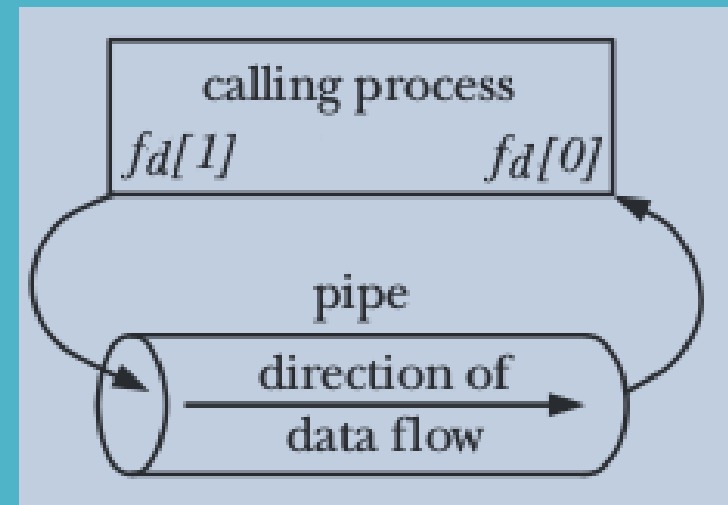 calling process
fd[1] fd[0]
pipe
direction of
data flow